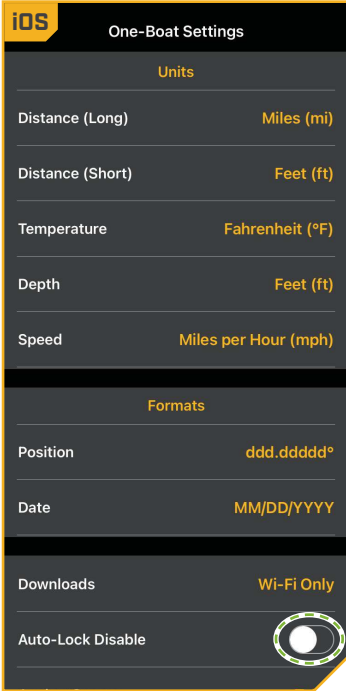 iOS
One-Boat Settings
Units
Distance (Long) Miles (mi)
Distance (Short) Feet (ft)
Temperature Fahrenheit (ºF)
Depth Feet (ft)
Speed Miles per Hour (mph)
Formats
Position ddd.ddddd°
Date MM/DD/YYYY
Downloads Wi-Fi Only
Auto-Lock Disable